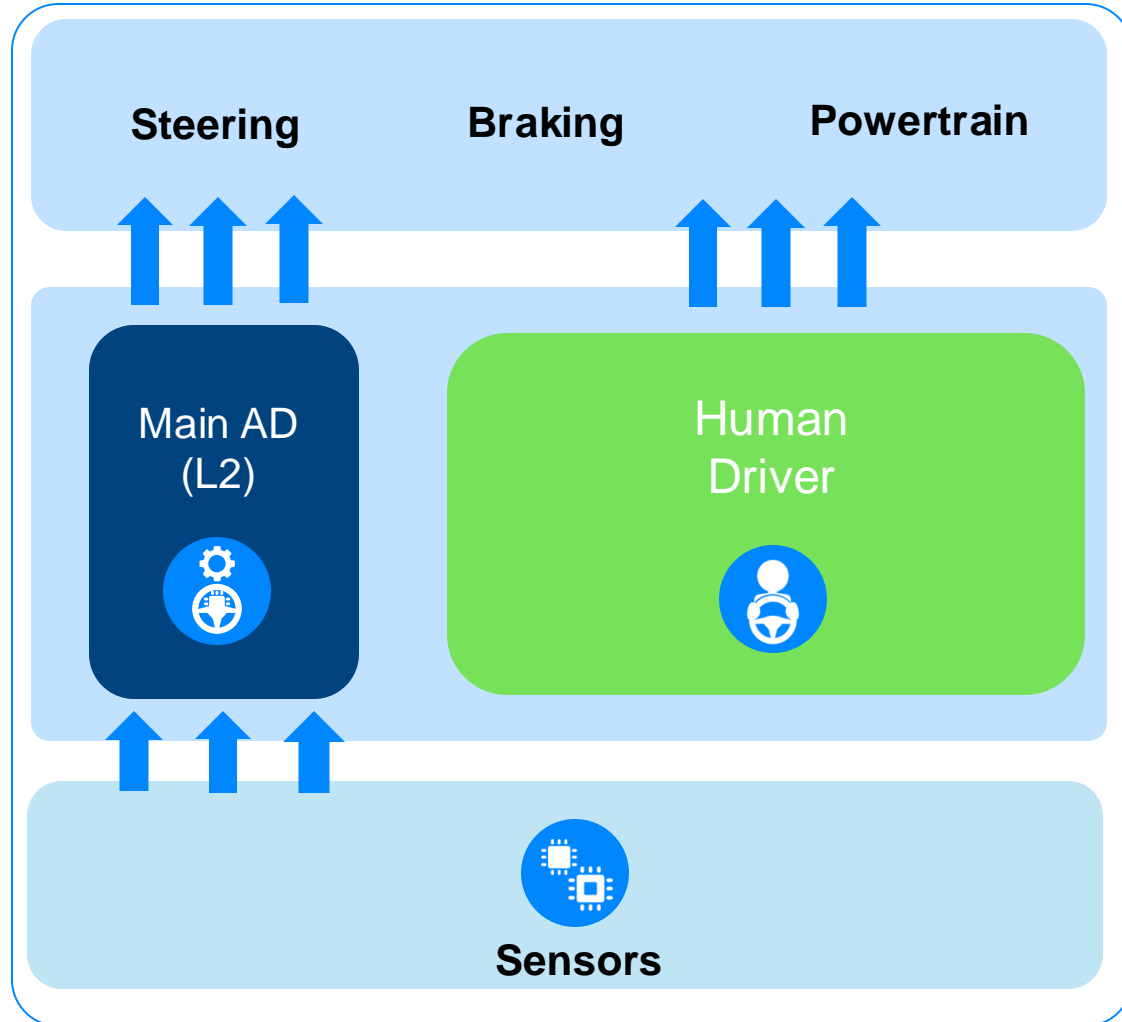 Steering
Braking
Powertrain
Main AD
(L2)
Human
Driver
Sensors